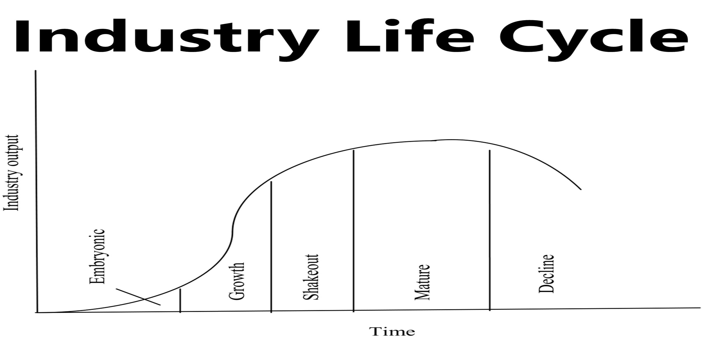 Industry Life Cycle
Industry output
Embryonic
Growth
Shakeout
Mature
Decline
Time